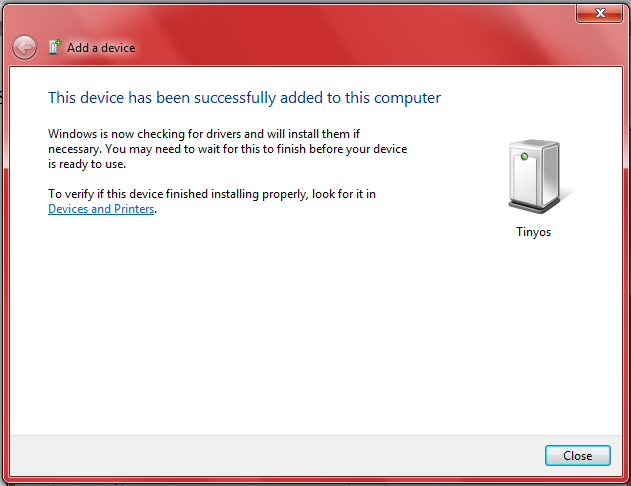 Add a device
This device has been successfully added to this computer
Windows is now checking for drivers and will install them if
necessary. You may need to wait for this to finish before your device
is ready to use.
To verify if this device finished installing properly, look for it in
Devices and Printers.
Tinyos
Close